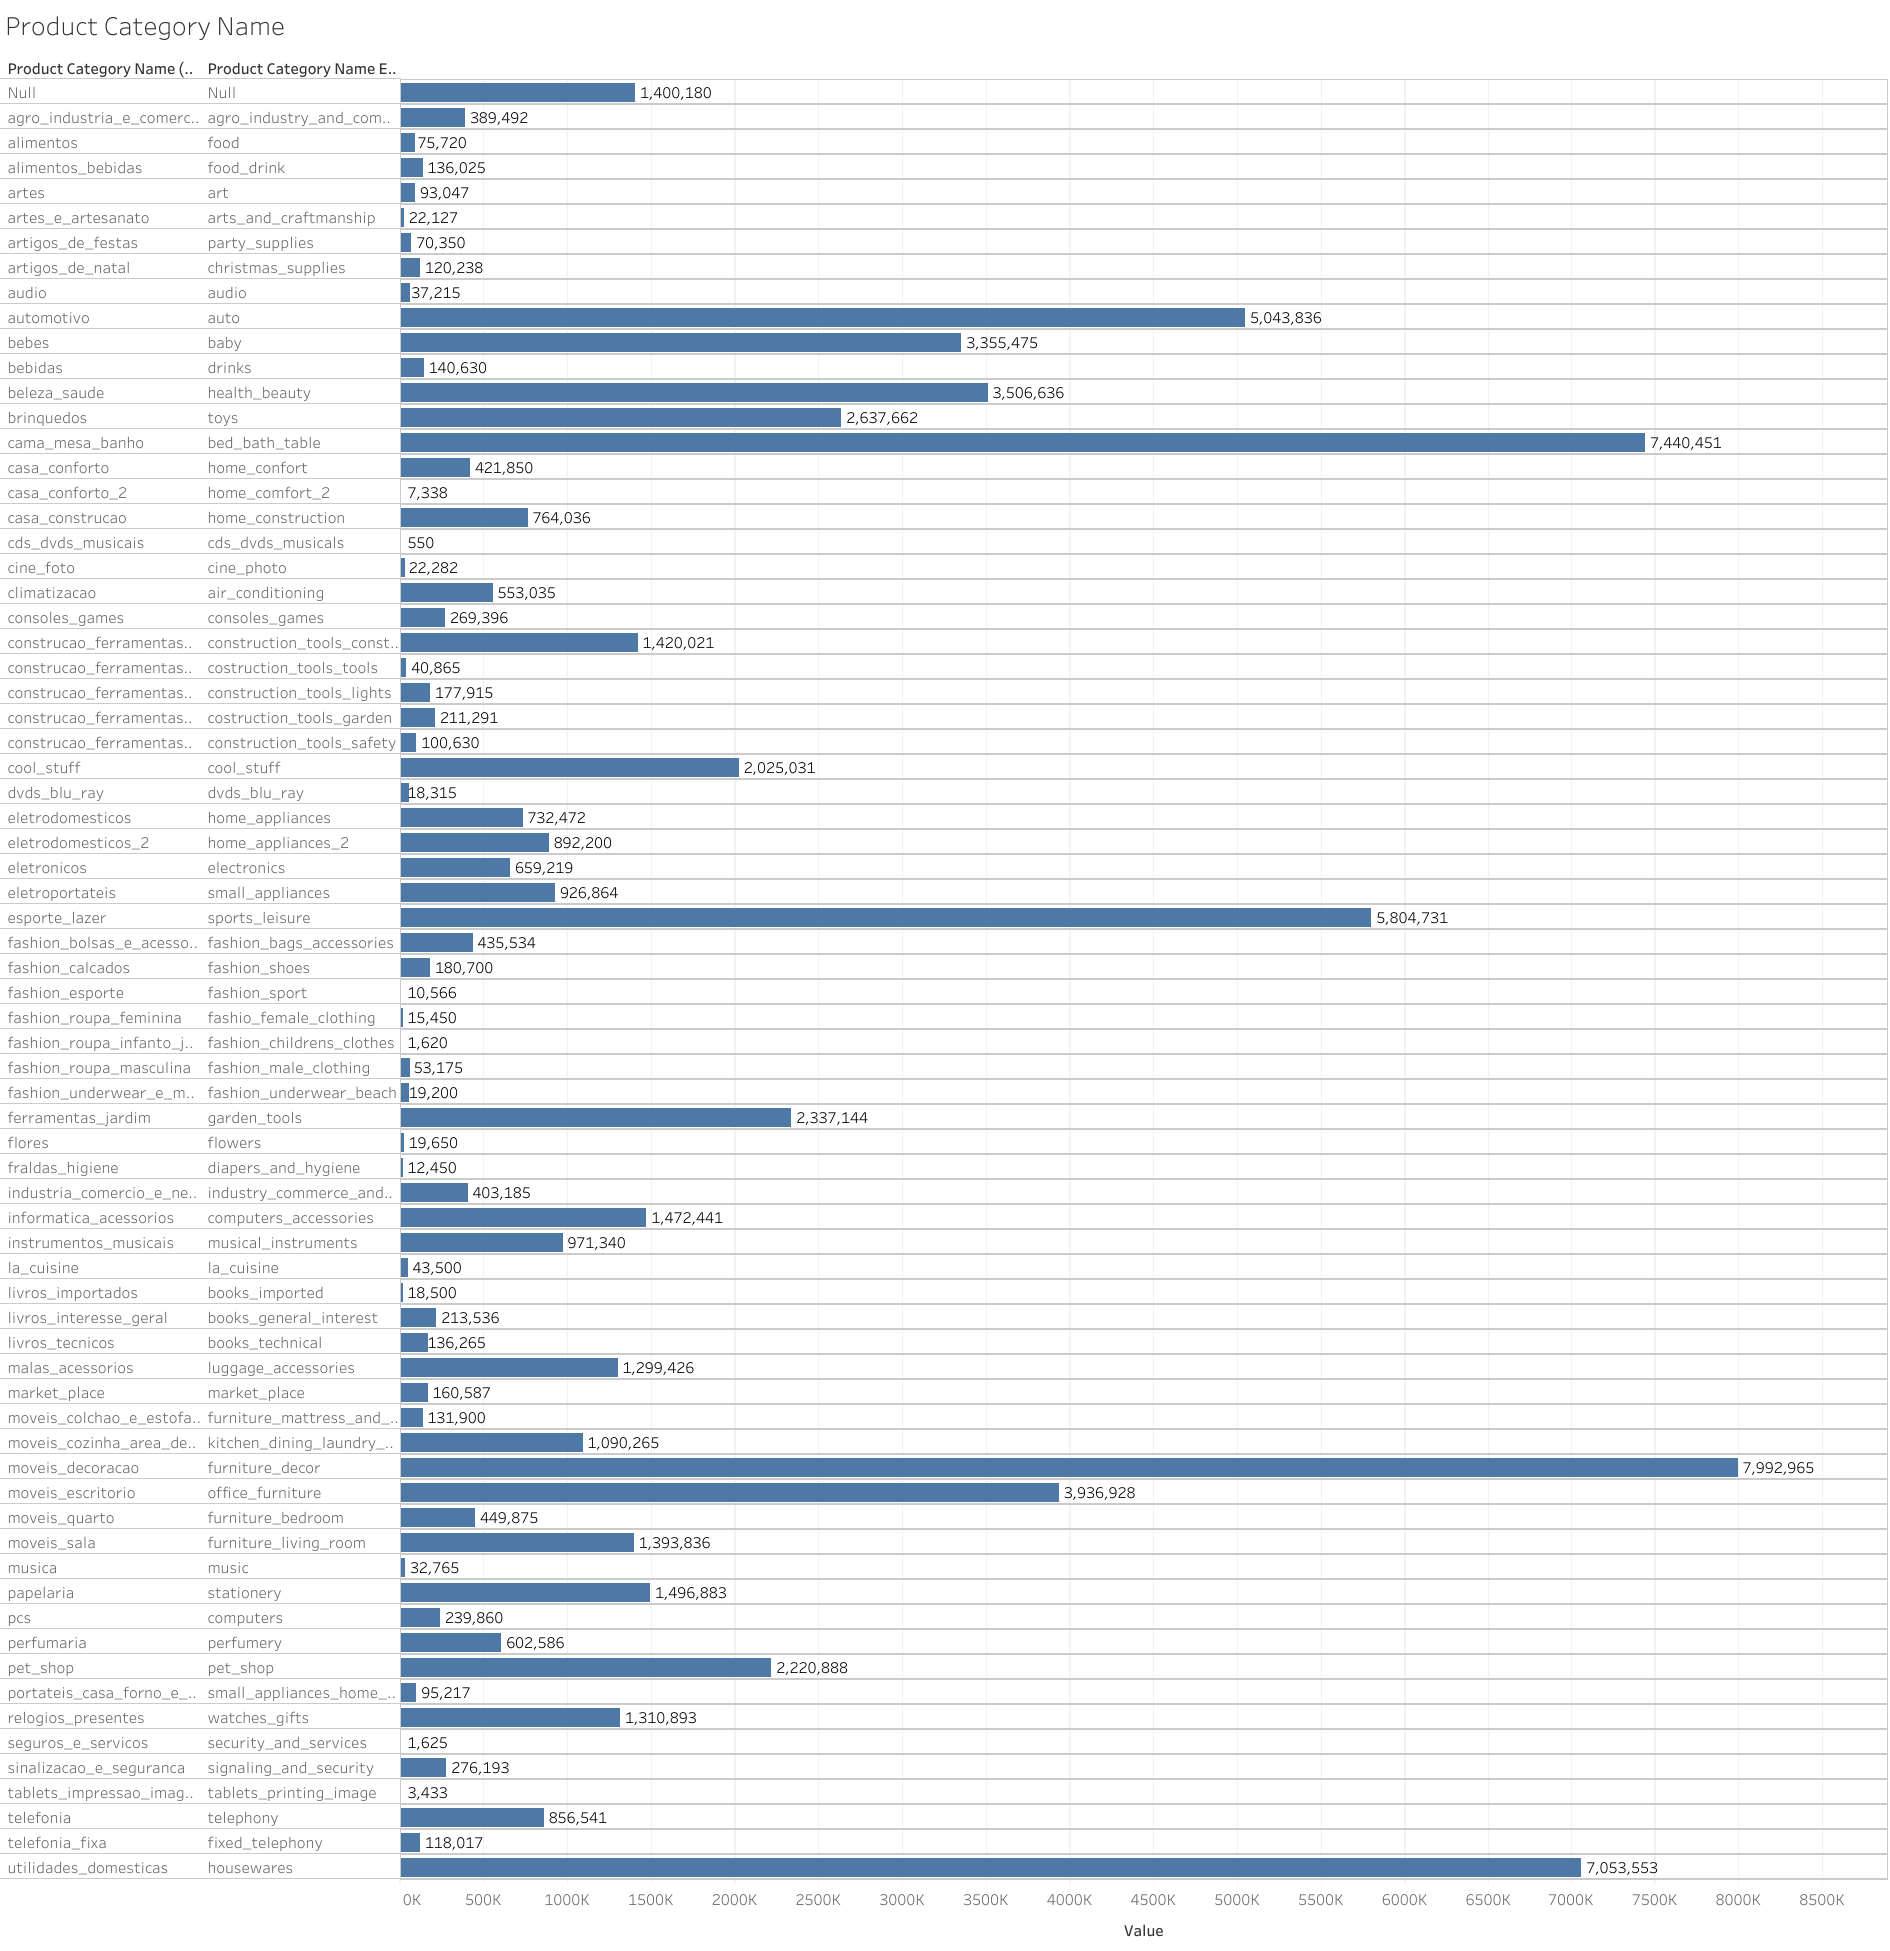 Product Category Name
Product Category Name (.. Product Category Name E..
Null Null 1,400,180
agro_industria_e_comerc.. agro_industry_and_com.. 389,492
alimentos food 75,720
alimentos_bebidas food_drink 136,025
artes art 93,047
artes_e_artesanato arts_and_craftmanship 22,127
artigos_de_festas party_supplies 70,350
artigos_de_natal christmas_supplies 120,238
audio audio 37,215
automotivo auto 5,043,836
bebes baby 3,355,475
bebidas drinks 140,630
beleza_saude health_beauty 3,506,636
brinquedos toys 2,637,662
cama_mesa_banho bed_bath_table 7,440,451
casa_conforto home_confort 421,850
casa_conforto_2 home_comfort_2 7,338
casa_construcao home_construction 764,036
cds_dvds_musicais cds_dvds_musicals 550
cine_foto cine_photo 22,282
climatizacao air_conditioning 553,035
consoles_games consoles_games 269,396
construcao_ferramentas.. construction_tools_const.. 1,420,021
construcao_ferramentas.. costruction_tools_tools 40,865
construcao_ferramentas.. construction_tools_lights 177,915
construcao_ferramentas.. costruction_tools_garden 211,291
construcao_ferramentas.. construction_tools_safety 100,630
cool_stuff cool_stuff 2,025,031
dvds_blu_ray dvds_blu_ray 18,315
eletrodomesticos home_appliances 732,472
eletrodomesticos_2 home_appliances_2 892,200
eletronicos electronics 659,219
eletroportateis small_appliances 926,864
esporte_lazer sports_leisure 5,804,731
fashion_bolsas_e_acesso.. fashion_bags_accessories 435,534
fashion_calcados fashion_shoes 180,700
fashion_esporte fashion_sport 10,566
fashion_roupa_feminina fashio_female_clothing 15,450
fashion_roupa_infanto_j.. fashion_childrens_clothes 1,620
fashion_roupa_masculina fashion_male_clothing 53,175
fashion_underwear_e_m.. fashion_underwear_beach 19,200
ferramentas_jardim garden_tools 2,337,144
flores flowers 19,650
fraldas_higiene diapers_and_hygiene 12,450
industria_comercio_e_ne.. industry_commerce_and.. 403,185
informatica_acessorios computers_accessories 1,472,441
instrumentos_musicais musical_instruments 971,340
la_cuisine la_cuisine 43,500
livros_importados books_imported 18,500
livros_interesse_geral books_general_interest 213,536
livros_tecnicos books_technical 136,265
malas_acessorios luggage_accessories 1,299,426
market_place market_place 160,587
moveis_colchao_e_estofa.. furniture_mattress_and_.. 131,900
moveis_cozinha_area_de.. kitchen_dining_laundry_.. 1,090,265
moveis_decoracao furniture_decor 7,992,965
moveis_escritorio office_furniture 3,936,928
moveis_quarto furniture_bedroom 449,875
moveis_sala furniture_living_room 1,393,836
musica music 32,765
papelaria stationery 1,496,883
pcs computers 239,860
perfumaria perfumery 602,586
pet_shop pet_shop 2,220,888
portateis_casa_forno_e_.. small_appliances_home_.. 95,217
relogios_presentes watches_gifts 1,310,893
seguros_e_servicos security_and_services 1,625
sinalizacao_e_seguranca signaling_and_security 276,193
tablets_impressao_imag.. tablets_printing_image 3,433
telefonia telephony 856,541
telefonia_fixa fixed_telephony 118,017
utilidades_domesticas housewares 7,053,553
0K 500K 1000K 1500K 2000K 2500K 3000K 3500K 4000K 4500K 5000K 5500K 6000K 6500K 7000K 7500K 8000K 8500K
Value